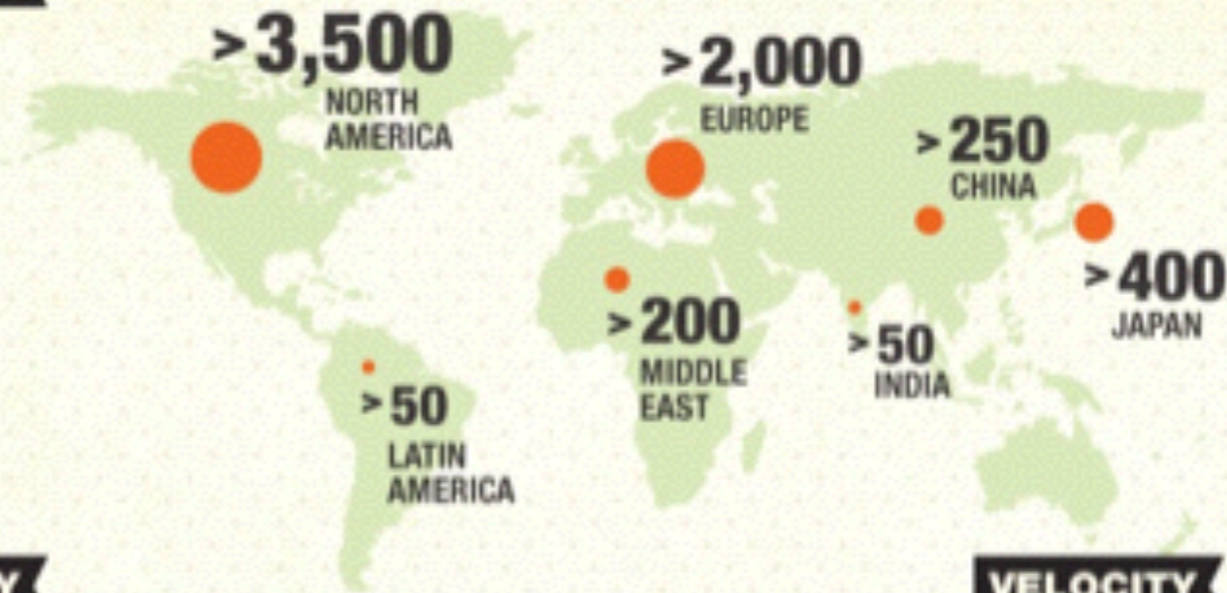 >3,500
NORTH
AMERICA
>2,000
EUROPE
>250
CHINA
>400
JAPAN
>200
MIDDLE
EAST
>50
INDIA
>50
LATIN
AMERICA
Y
VELOCITY